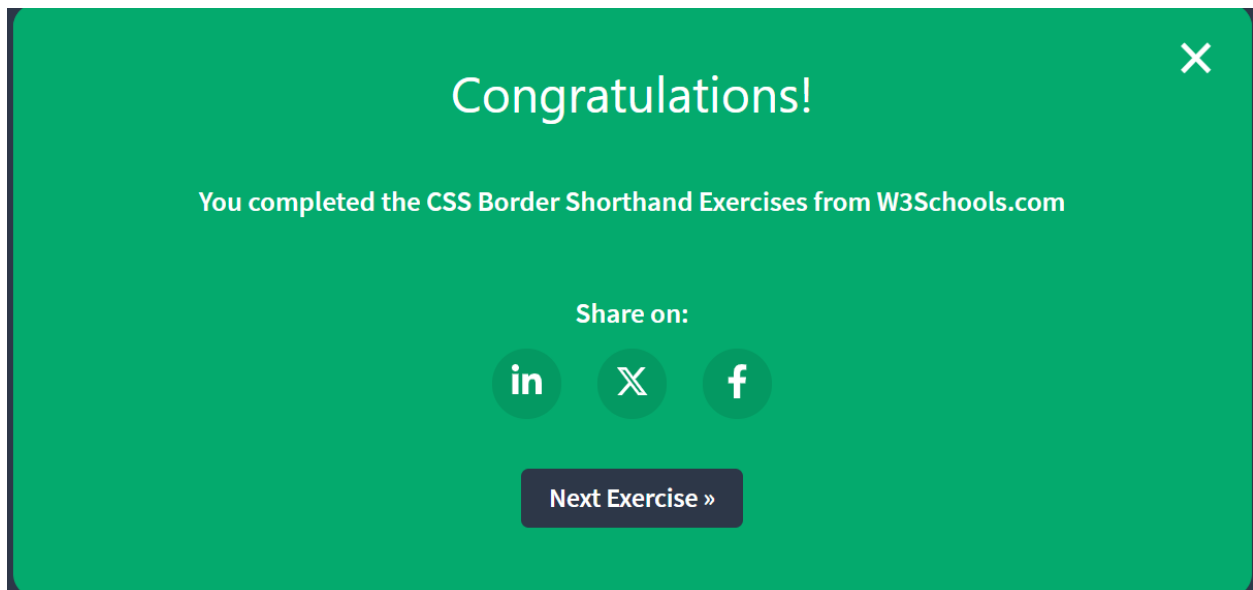 Congratulations!
You completed the CSS Border Shorthand Exercises from W3Schools.com
Share on:
in X f
Next Exercise »